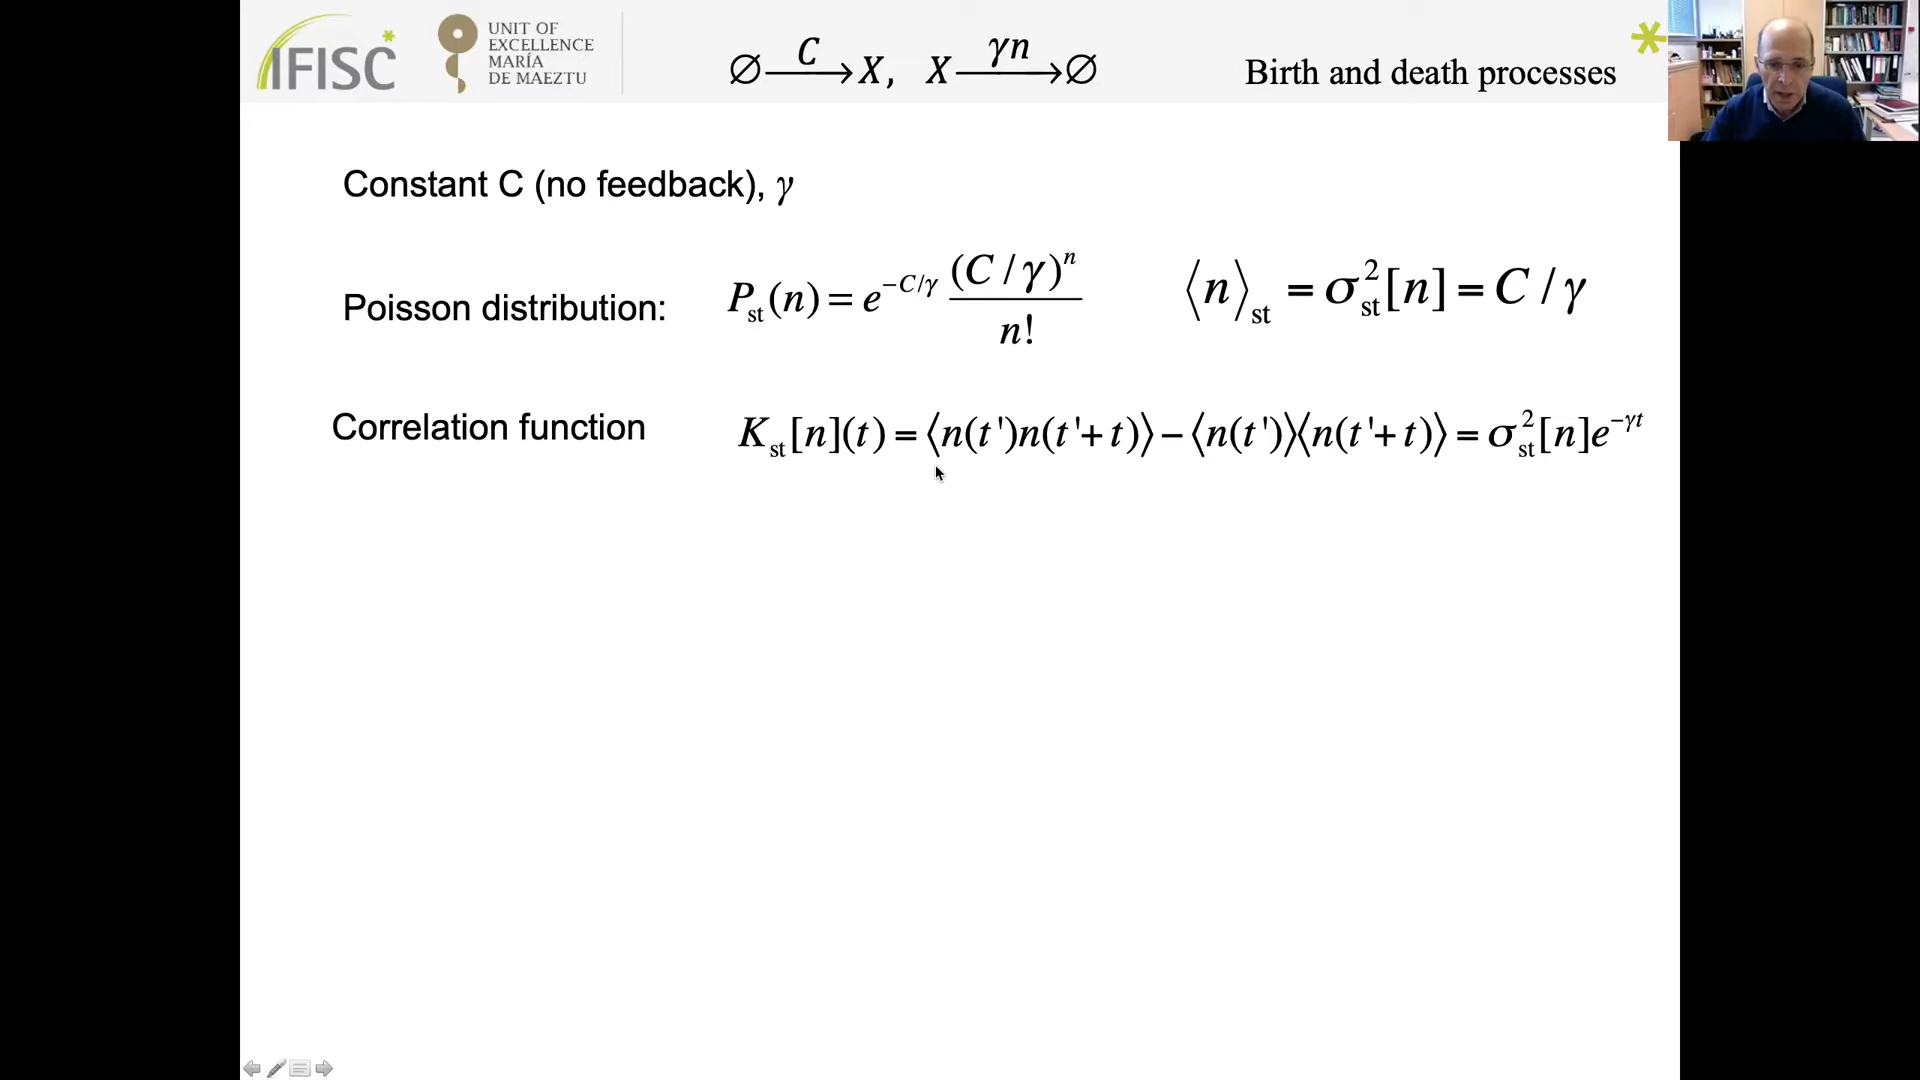 IFISC
UNIT OF
EXCELLENCE
MARÍA
DE MAEZTU
∅ —C→ X, X —γn→ ∅
Birth and death processes
Constant C (no feedback), γ
Poisson distribution: P_st(n) = e^{-C/γ} (C / γ)^n / n!
⟨n⟩_st = σ²_st[n] = C / γ
Correlation function K_st[n](t) = ⟨n(t')n(t'+ t)⟩ − ⟨n(t')⟩⟨n(t'+ t)⟩ = σ²_st[n]e^{−γt}